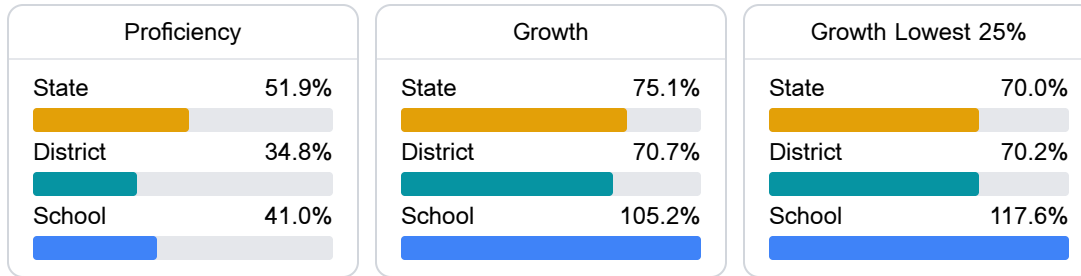 Proficiency
State 51.9%
District 34.8%
School 41.0%
Growth
State 75.1%
District 70.7%
School 105.2%
Growth Lowest 25%
State 70.0%
District 70.2%
School 117.6%